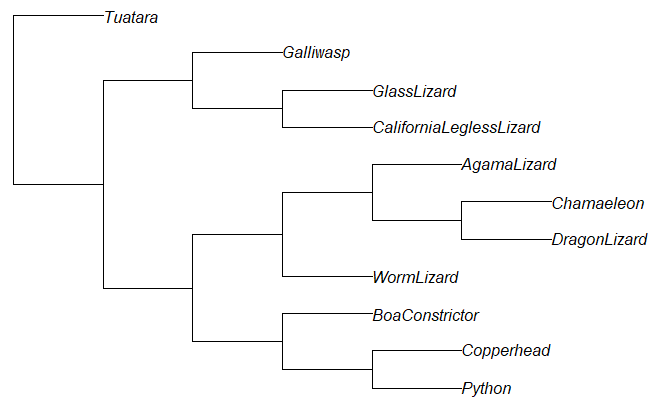 Tuatara
Galliwasp
GlassLizard
CaliforniaLeglessLizard
AgamaLizard
Chamaeleon
DragonLizard
WormLizard
BoaConstrictor
Copperhead
Python